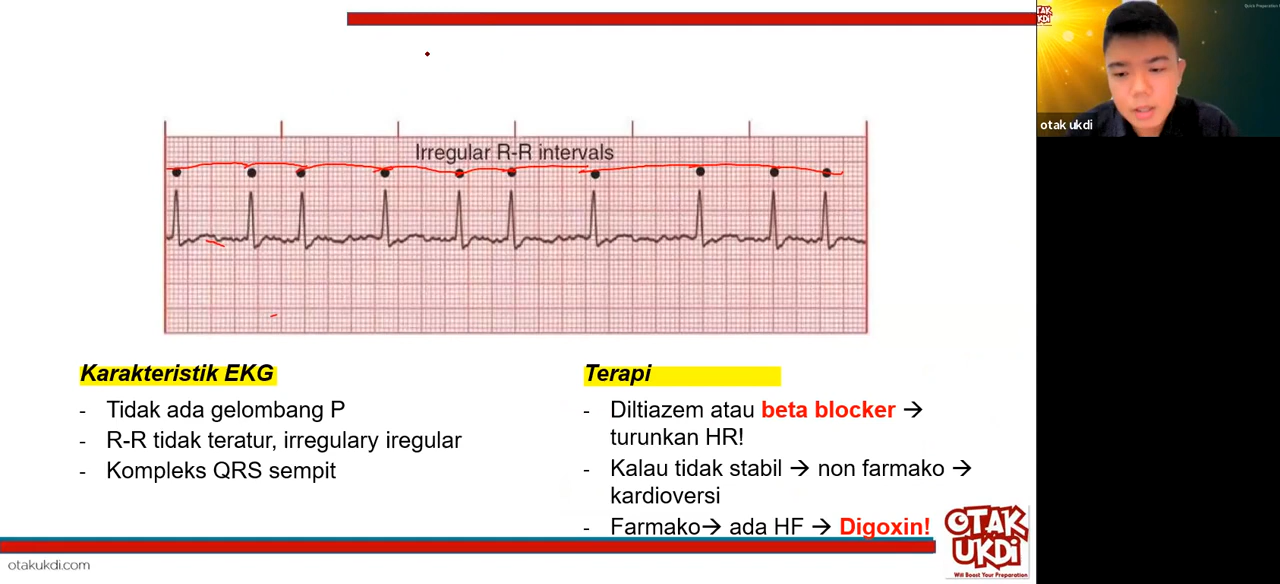 Irregular R-R intervals
Karakteristik EKG
- Tidak ada gelombang P
- R-R tidak teratur, irregulary iregular
- Kompleks QRS sempit
Terapi
- Diltiazem atau beta blocker →
turunkan HR!
- Kalau tidak stabil → non farmako →
kardioversi
- Farmako→ ada HF → Digoxin!
OTAK
UKDI
Will Boost Your Preparation
otakukdi.com
otak ukdi